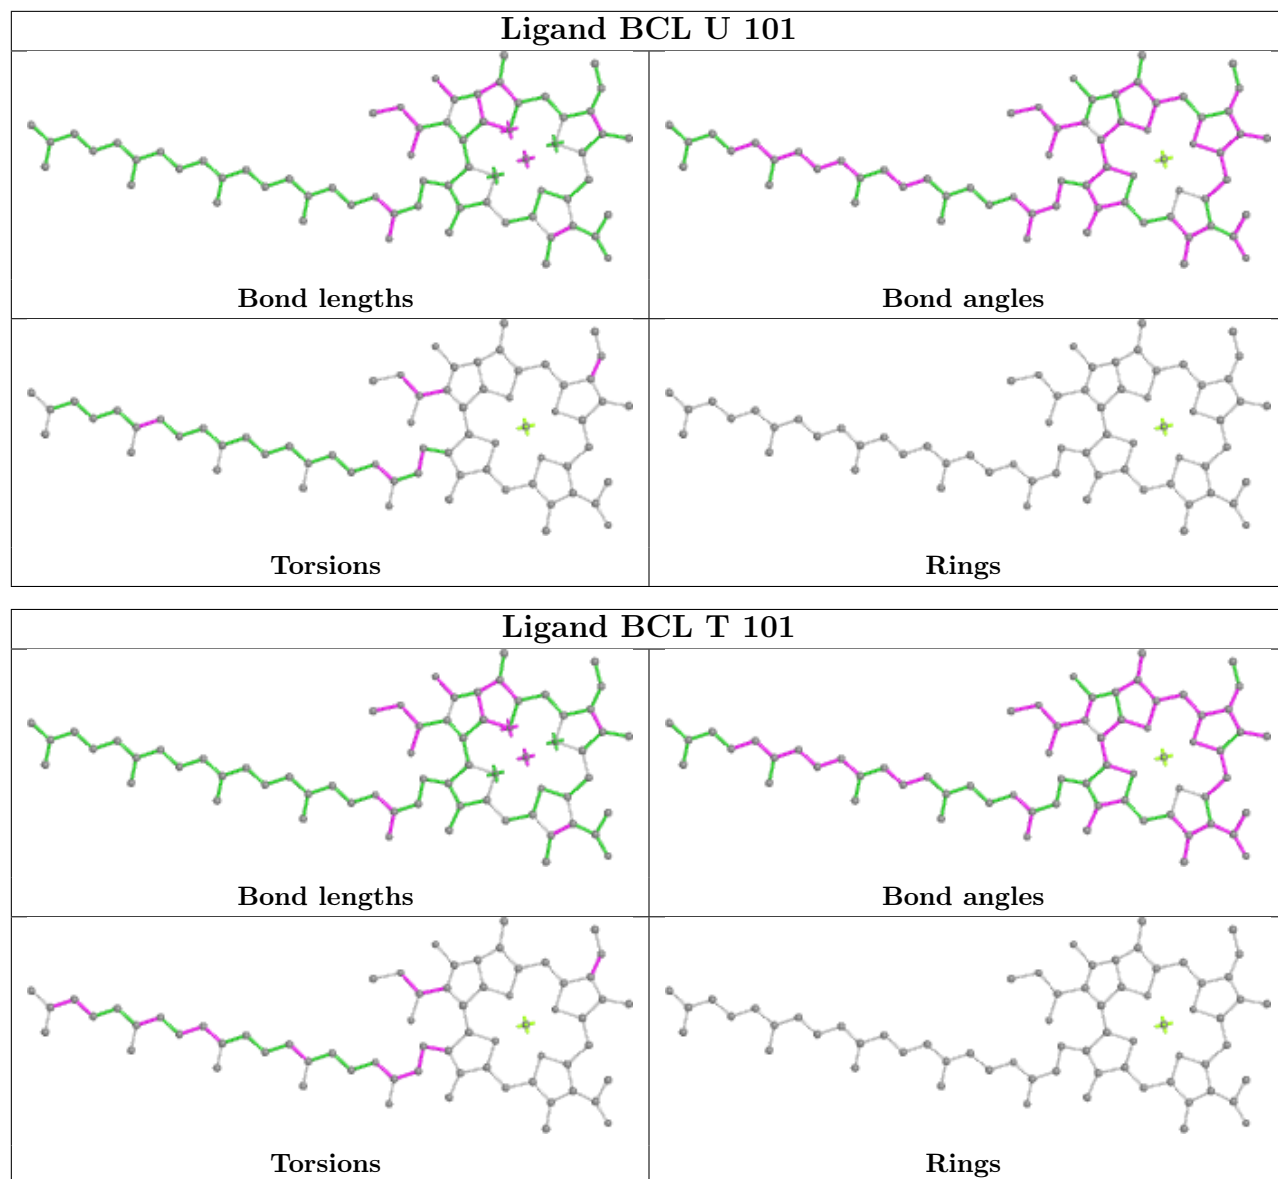 Ligand BCL U 101
Bond lengths
Bond angles
Torsions
Rings
Ligand BCL T 101
Bond lengths
Bond angles
Torsions
Rings